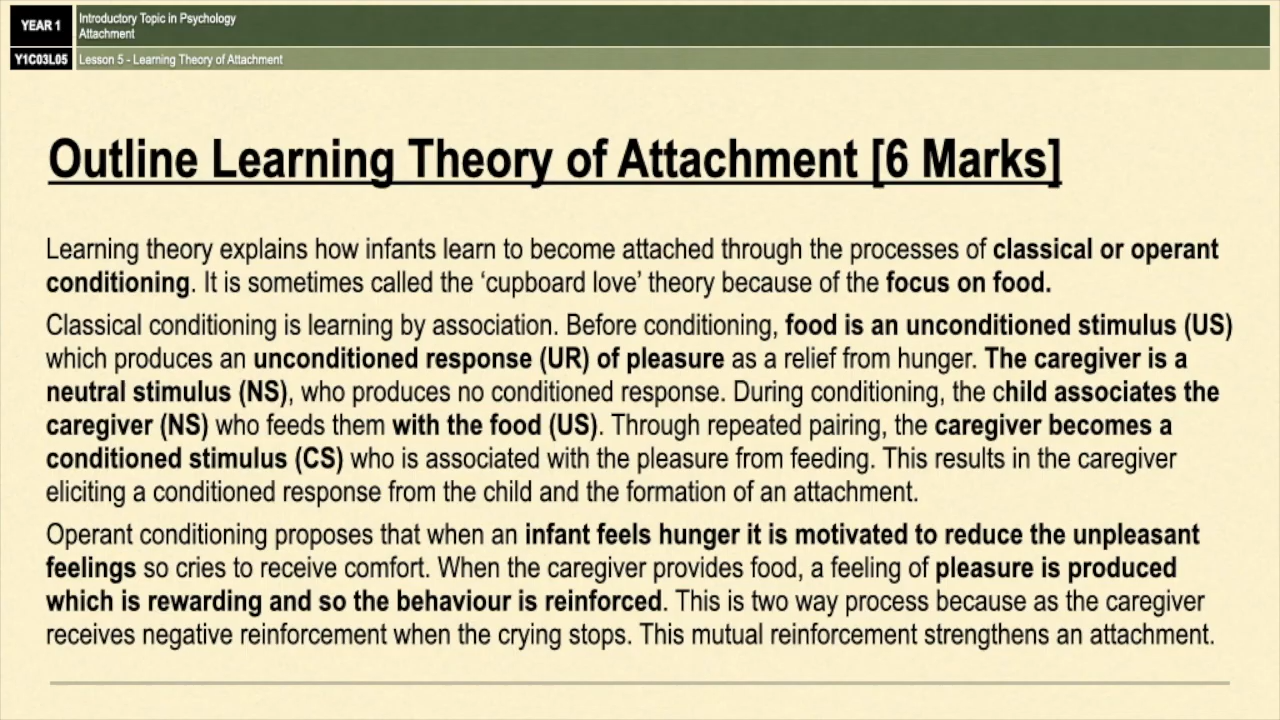 YEAR 1
Introductory Topic in Psychology
Attachment
Y1C03L05
Lesson 5 - Learning Theory of Attachment
Outline Learning Theory of Attachment [6 Marks]
Learning theory explains how infants learn to become attached through the processes of classical or operant
conditioning. It is sometimes called the ‘cupboard love’ theory because of the focus on food.
Classical conditioning is learning by association. Before conditioning, food is an unconditioned stimulus (US)
which produces an unconditioned response (UR) of pleasure as a relief from hunger. The caregiver is a
neutral stimulus (NS), who produces no conditioned response. During conditioning, the child associates the
caregiver (NS) who feeds them with the food (US). Through repeated pairing, the caregiver becomes a
conditioned stimulus (CS) who is associated with the pleasure from feeding. This results in the caregiver
eliciting a conditioned response from the child and the formation of an attachment.
Operant conditioning proposes that when an infant feels hunger it is motivated to reduce the unpleasant
feelings so cries to receive comfort. When the caregiver provides food, a feeling of pleasure is produced
which is rewarding and so the behaviour is reinforced. This is two way process because as the caregiver
receives negative reinforcement when the crying stops. This mutual reinforcement strengthens an attachment.